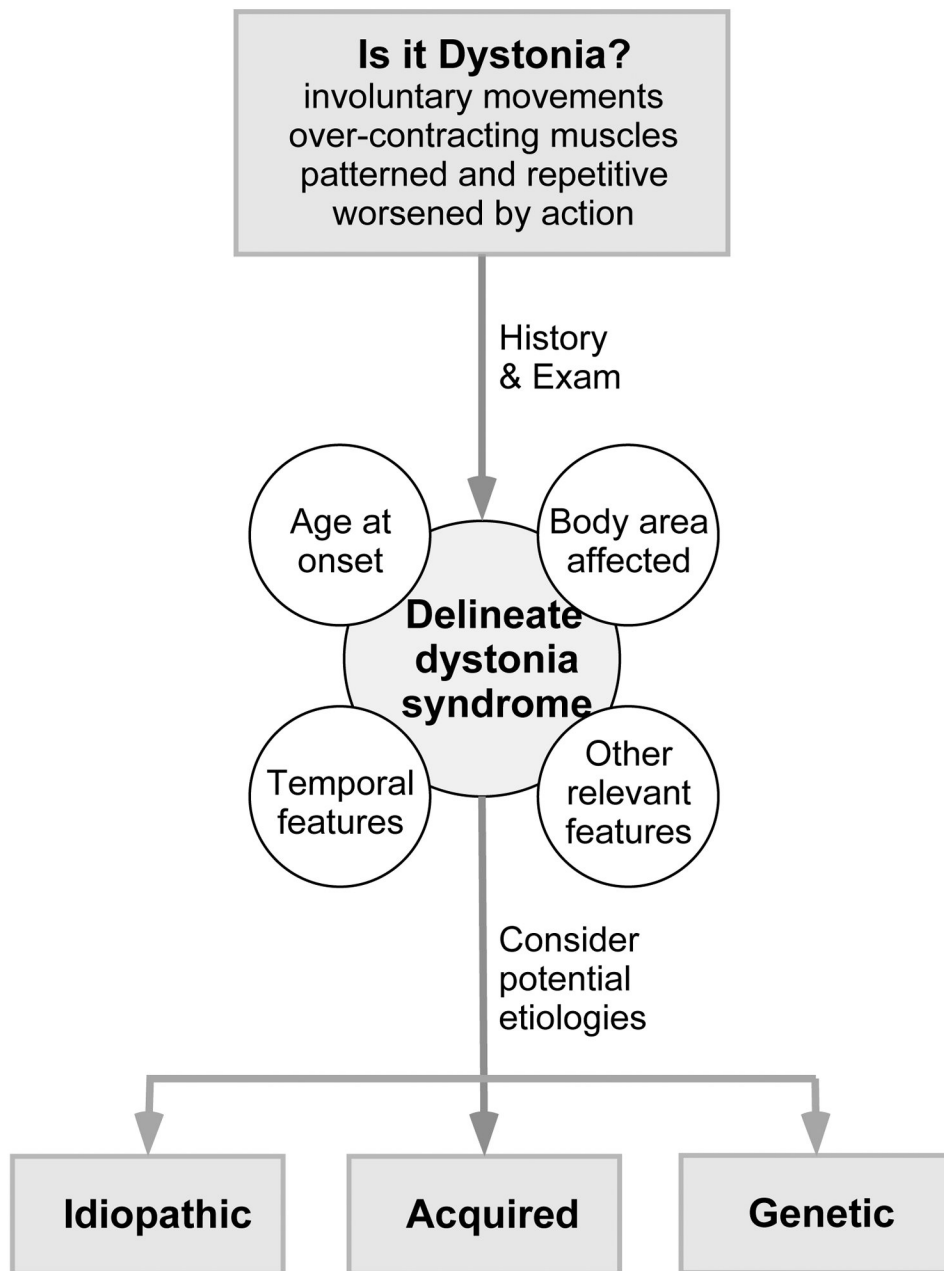 Is it Dystonia?
involuntary movements
over-contracting muscles
patterned and repetitive
worsened by action
History
& Exam
Age at
onset
Body area
affected
Delineate
dystonia
syndrome
Temporal
features
Other
relevant
features
Consider
potential
etiologies
Idiopathic
Acquired
Genetic